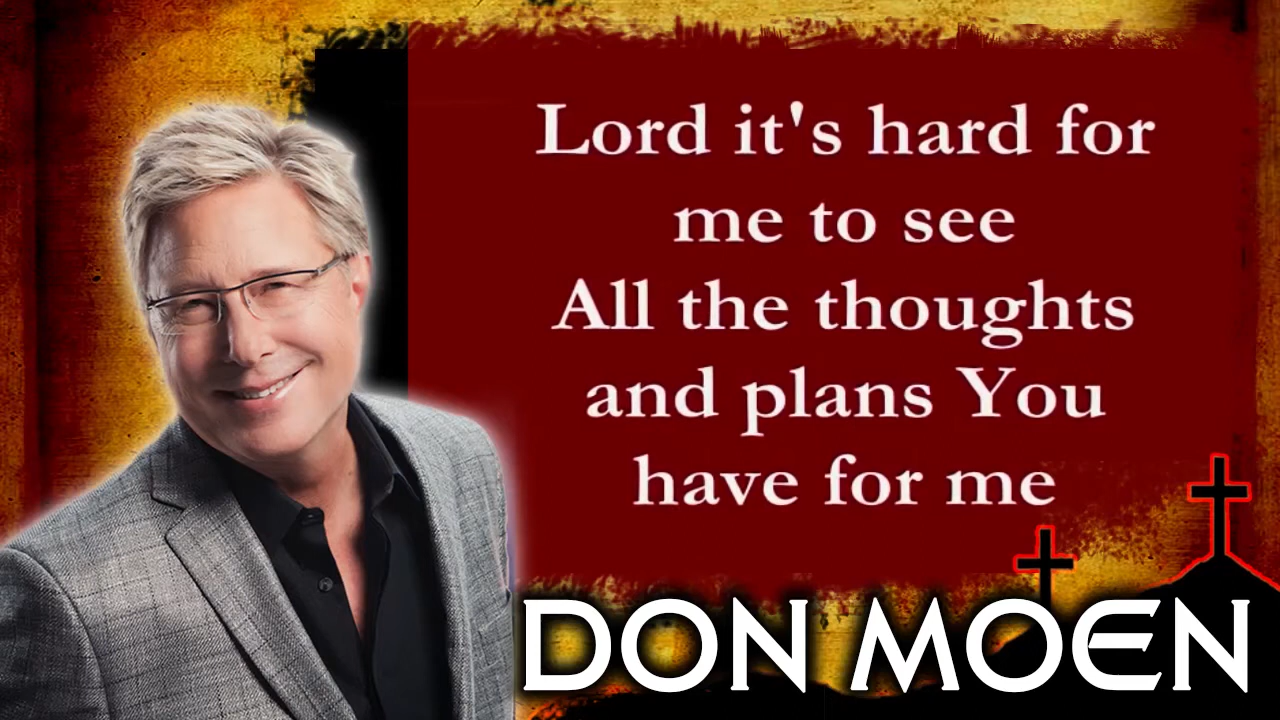 Lord it's hard for
me to see
All the thoughts
and plans You
have for me
DON MOEN